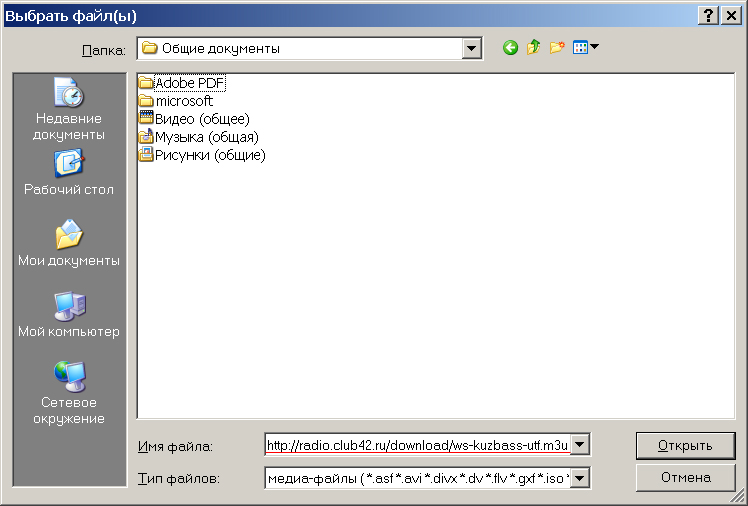 Выбрать файл(ы)
Папка:
Общие документы
Недавние
документы
Рабочий стол
Мои документы
Мой компьютер
Сетевое
окружение
Adobe PDF
microsoft
Видео (общее)
Музыка (общая)
Рисунки (общие)
Имя файла:
http://radio.club42.ru/download/ws-kuzbass-utf.m3u
Открыть
Тип файлов:
медиа-файлы ( *.asf *.avi *.divx *.dv *.flv *.gxf *.iso *
Отмена